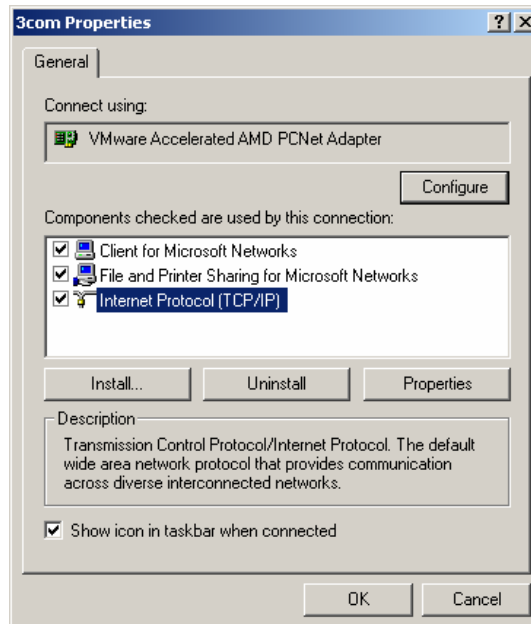 3com Properties
General
Connect using:
VMware Accelerated AMD PCNet Adapter
Configure
Components checked are used by this connection:
Client for Microsoft Networks
File and Printer Sharing for Microsoft Networks
Internet Protocol (TCP/IP)
Install...
Uninstall
Properties
Description
Transmission Control Protocol/Internet Protocol. The default
wide area network protocol that provides communication
across diverse interconnected networks.
Show icon in taskbar when connected
OK
Cancel